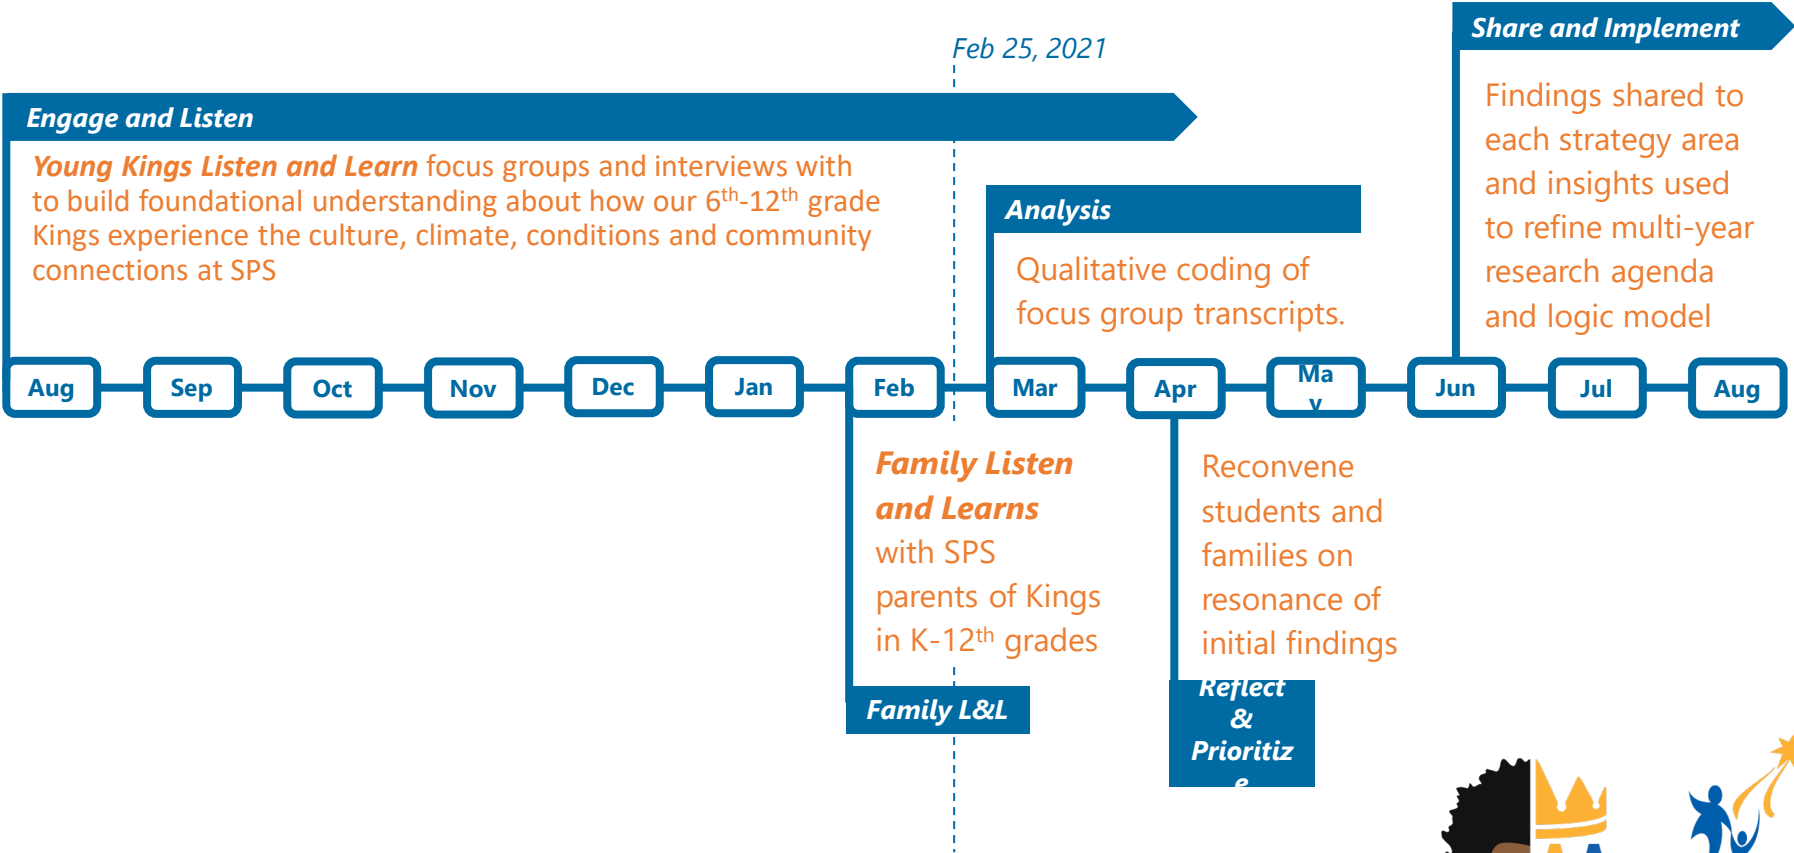 Share and Implement
Feb 25, 2021
Engage and Listen
Young Kings Listen and Learn focus groups and interviews with
to build foundational understanding about how our 6th-12th grade
Kings experience the culture, climate, conditions and community
connections at SPS
Findings shared to
each strategy area
and insights used
to refine multi-year
research agenda
and logic model
Analysis
Qualitative coding of
focus group transcripts.
Aug
Sep
Oct
Nov
Dec
Jan
Feb
Mar
Apr
Ma
y
Jun
Jul
Aug
Family Listen
and Learns
with SPS
parents of Kings
in K-12th grades
Family L&L
Reconvene
students and
families on
resonance of
initial findings
Reflect
&
Prioritiz
e